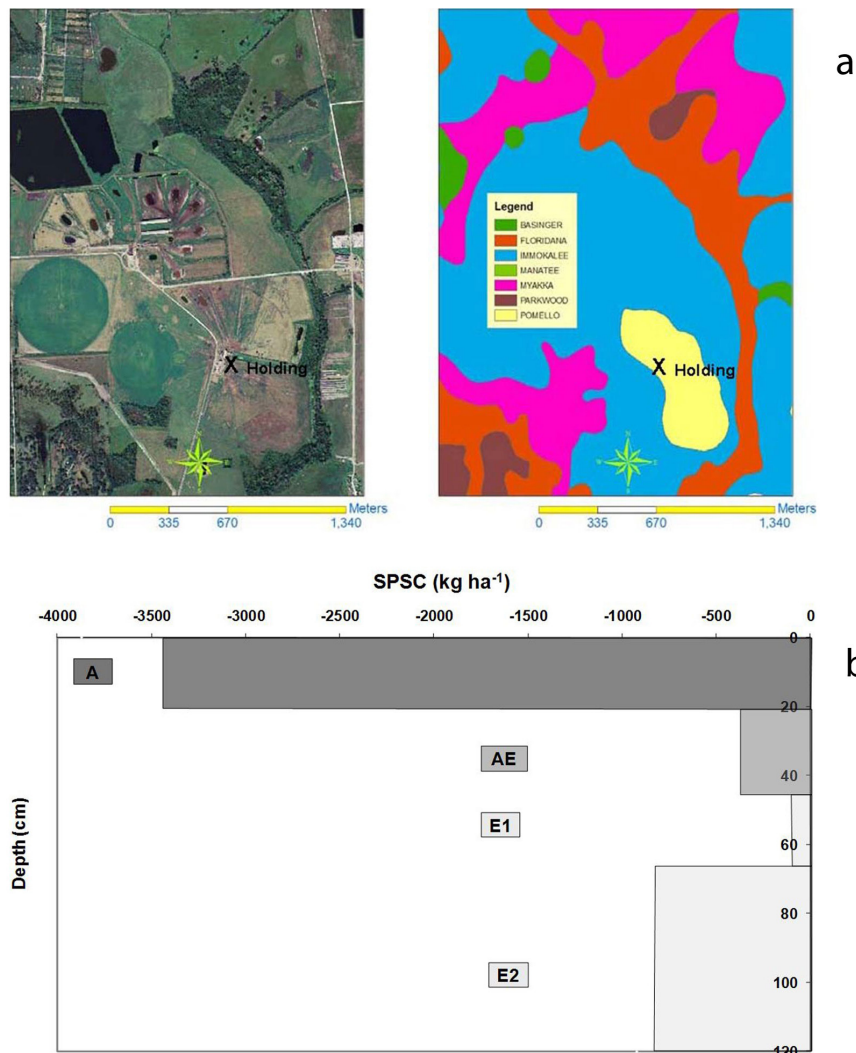 a
Legend
BASINGER
FLORIDANA
IMMOKALEE
MANATEE
MYAKKA
PARKWOOD
POMELLO
X Holding
X Holding
N
W E
S
N
W E
S
Meters
0 335 670 1,340
Meters
0 335 670 1,340
SPSC (kg ha⁻¹)
-4000 -3500 -3000 -2500 -2000 -1500 -1000 -500 0
b
Depth (cm)
0
20
40
60
80
100
120
A
AE
E1
E2